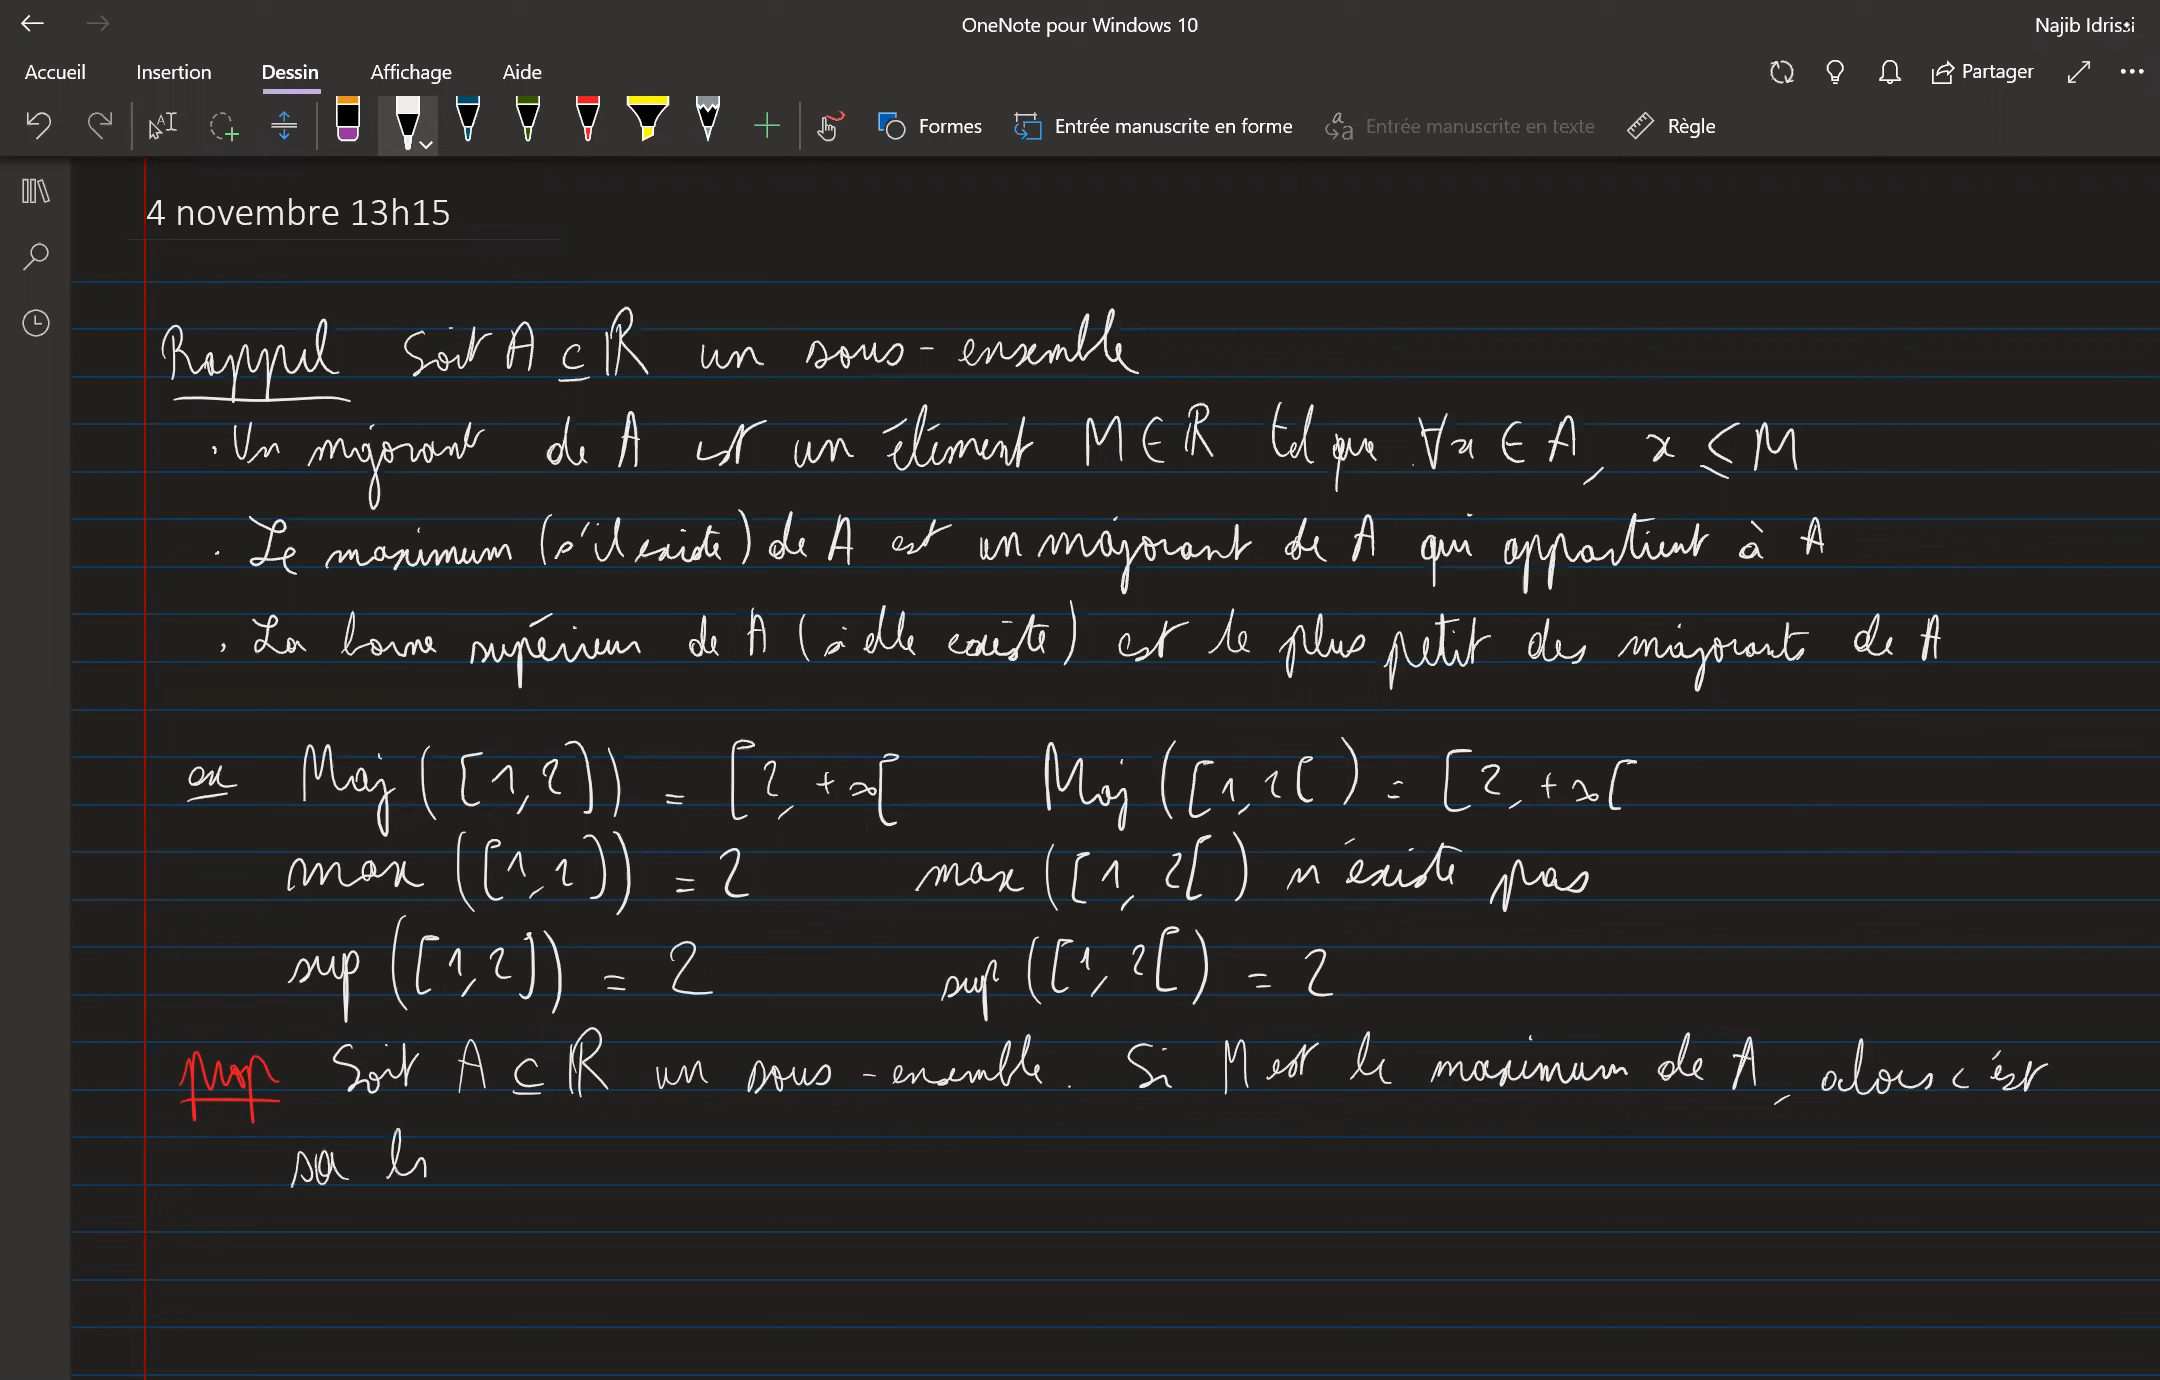 OneNote pour Windows 10
Najib Idrissi
Accueil Insertion Dessin Affichage Aide
Partager
Formes Entrée manuscrite en forme Entrée manuscrite en texte Règle
4 novembre 13h15
Rappel Soit A ⊆ ℝ un sous-ensemble
· Un majorant de A est un élément M ∈ ℝ tel que ∀x ∈ A, x ≤ M
· Le maximum (s'il existe) de A est un majorant de A qui appartient à A
· La borne supérieure de A (si elle existe) est le plus petit des majorants de A
ex Maj([1,2]) = [2,+∞[ Maj([1,2[) = [2,+∞[
max([1,2]) = 2 max([1,2[) n'existe pas
sup([1,2]) = 2 sup([1,2[) = 2
Prop Soit A ⊆ ℝ un sous-ensemble. Si M est le maximum de A, alors c'est
sa